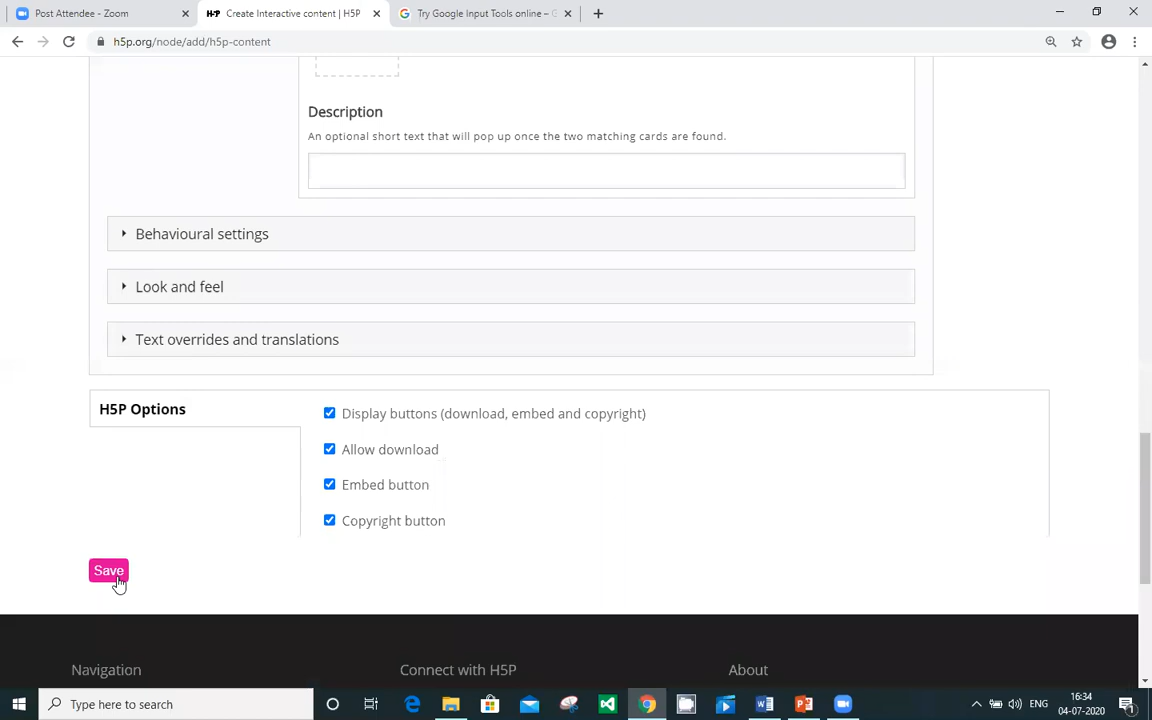 Post Attendee - Zoom
H-P Create Interactive content | H5P
Try Google Input Tools online – G
h5p.org/node/add/h5p-content
Description
An optional short text that will pop up once the two matching cards are found.
Behavioural settings
Look and feel
Text overrides and translations
H5P Options
Display buttons (download, embed and copyright)
Allow download
Embed button
Copyright button
Save
Navigation
Connect with H5P
About
Type here to search
ENG
16:34
04-07-2020